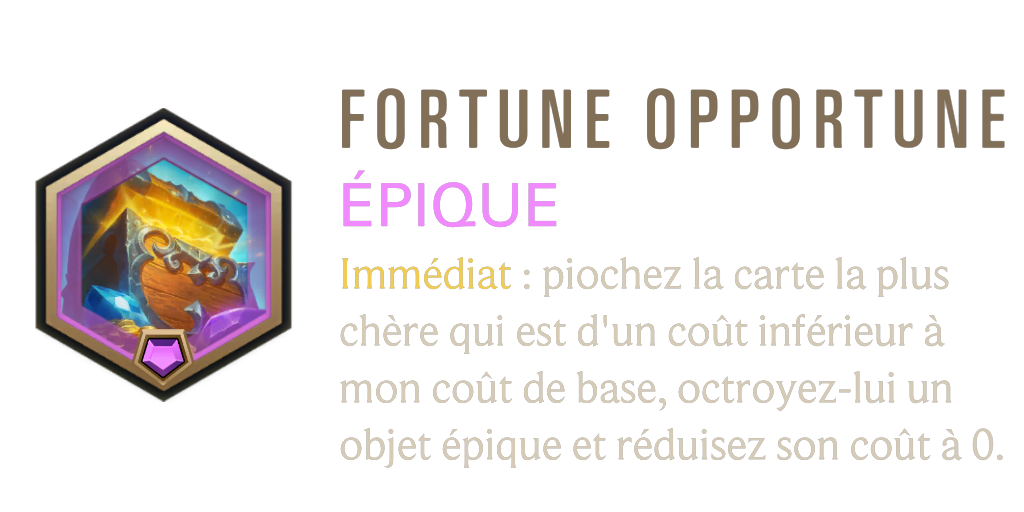 FORTUNE OPPORTUNE
ÉPIQUE
Immédiat : piochez la carte la plus
chère qui est d'un coût inférieur à
mon coût de base, octroyez-lui un
objet épique et réduisez son coût à 0.